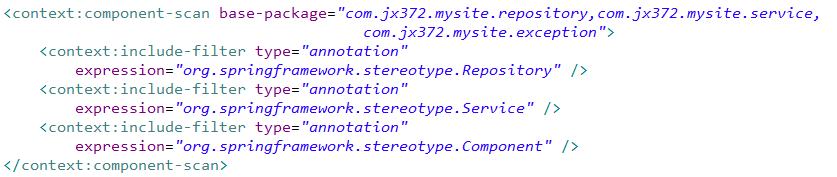 <context:component-scan base-package="com.jx372.mysite.repository,com.jx372.mysite.service,
com.jx372.mysite.exception">
<context:include-filter type="annotation"
expression="org.springframework.stereotype.Repository" />
<context:include-filter type="annotation"
expression="org.springframework.stereotype.Service" />
<context:include-filter type="annotation"
expression="org.springframework.stereotype.Component" />
</context:component-scan>